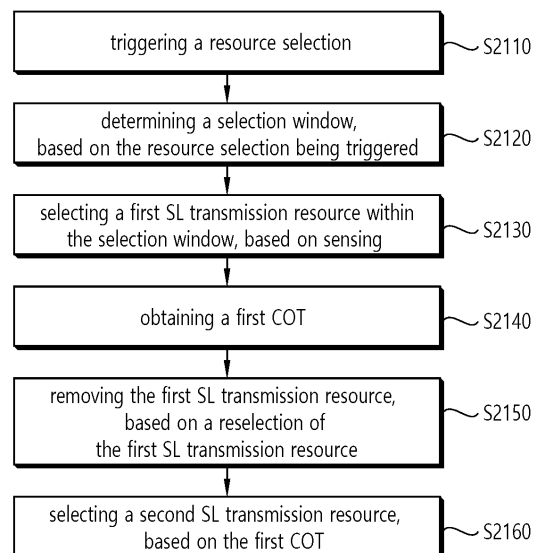 triggering a resource selection
S2110
determining a selection window,
based on the resource selection being triggered
S2120
selecting a first SL transmission resource within
the selection window, based on sensing
S2130
obtaining a first COT
S2140
removing the first SL transmission resource,
based on a reselection of
the first SL transmission resource
S2150
selecting a second SL transmission resource,
based on the first COT
S2160